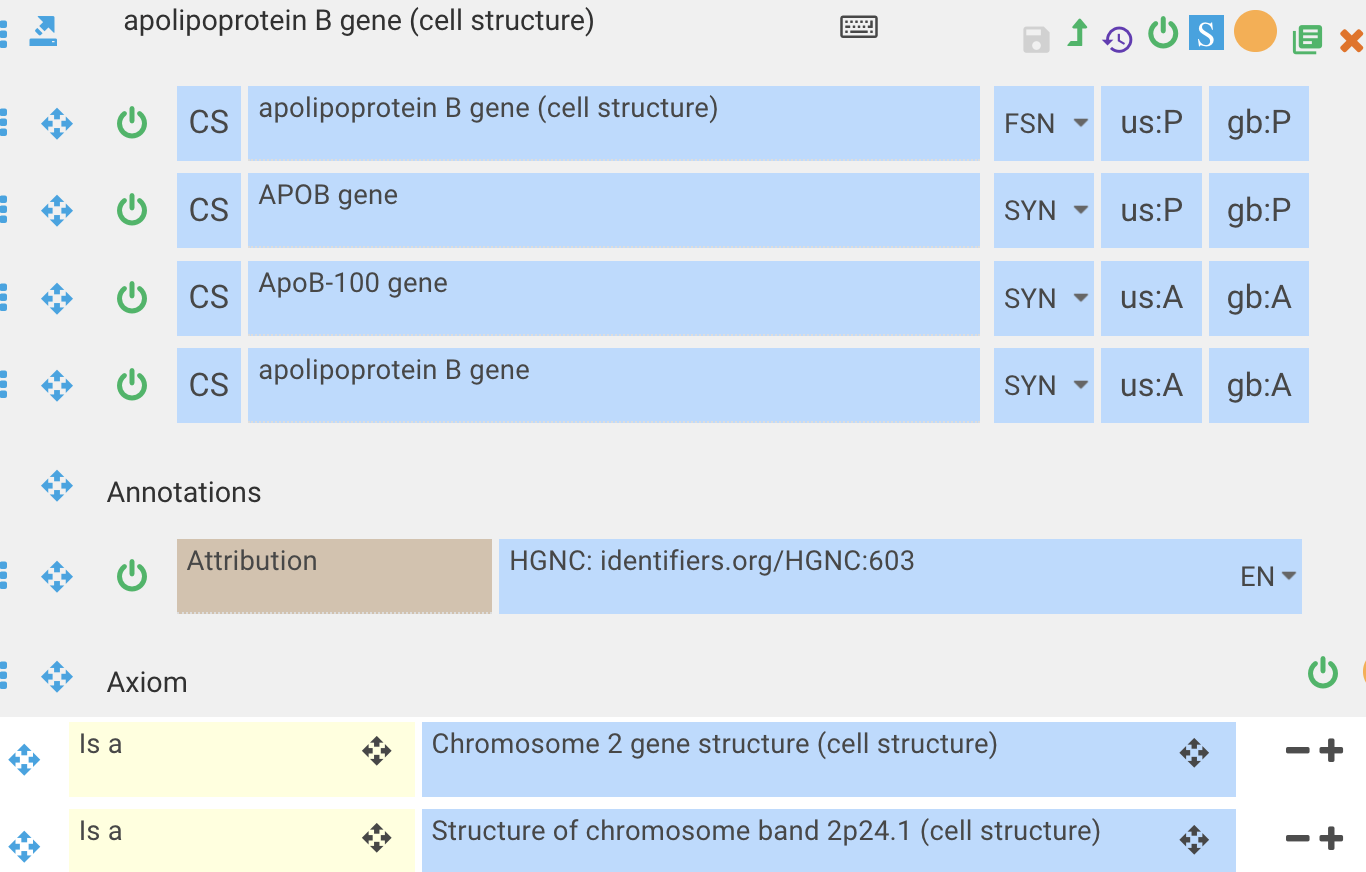 apolipoprotein B gene (cell structure)
S
CS apolipoprotein B gene (cell structure) FSN us:P gb:P
CS APOB gene SYN us:P gb:P
CS ApoB-100 gene SYN us:A gb:A
CS apolipoprotein B gene SYN us:A gb:A
Annotations
Attribution HGNC: identifiers.org/HGNC:603 EN
Axiom
Is a Chromosome 2 gene structure (cell structure)
Is a Structure of chromosome band 2p24.1 (cell structure)